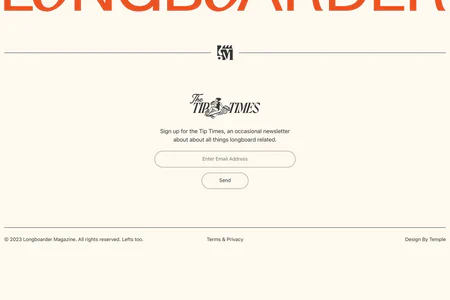 LONGBOARDER
The
TIP TIMES
Sign up for the Tip Times, an occasional newsletter
about about all things longboard related.
Enter Email Address
Send
© 2023 Longboarder Magazine. All rights reserved. Lefts too.
Terms & Privacy
Design By Temple